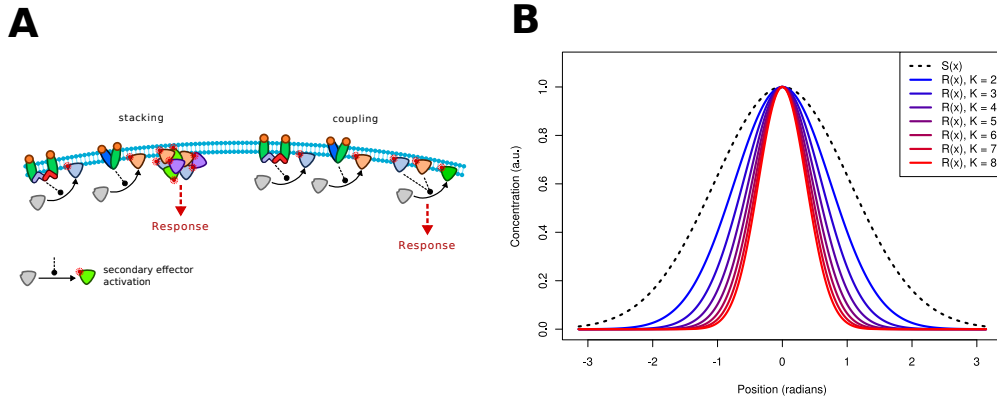 A
B
stacking
coupling
Response
Response
secondary effector
activation
S(x)
R(x), K = 2
R(x), K = 3
R(x), K = 4
R(x), K = 5
R(x), K = 6
R(x), K = 7
R(x), K = 8
Concentration (a.u.)
1.0
0.8
0.6
0.4
0.2
0.0
-3 -2 -1 0 1 2 3
Position (radians)